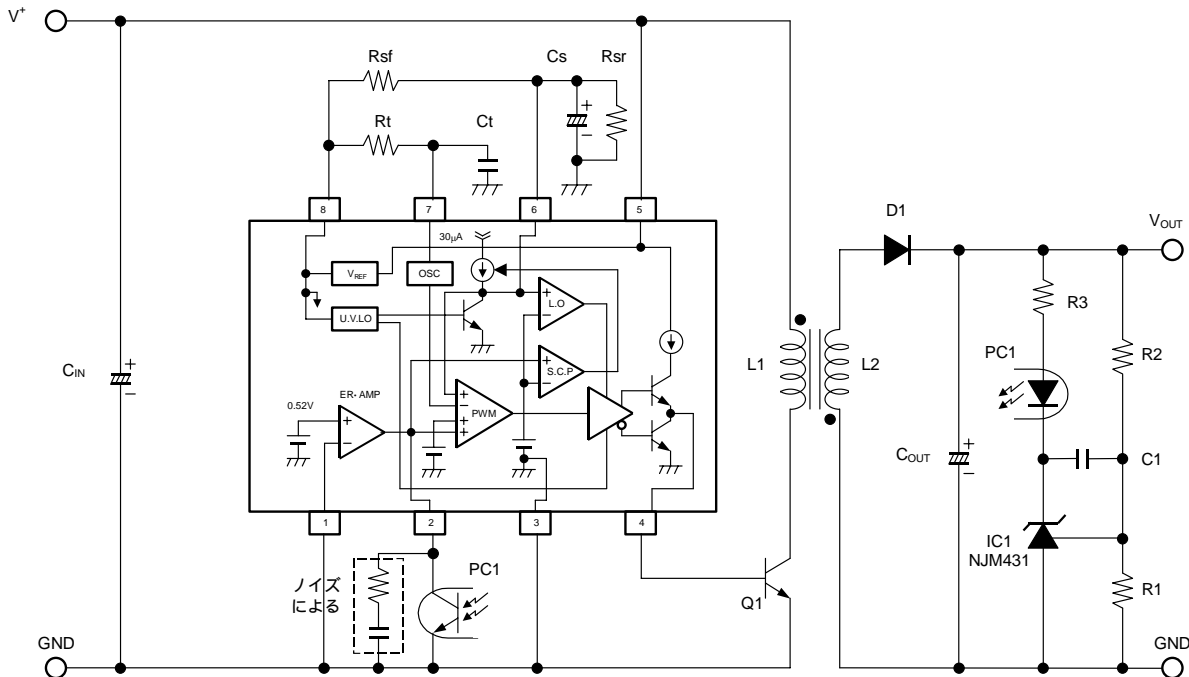 V⁺
Rsf
Cs
Rsr
Rt
Ct
8
7
6
5
30μA
VREF
OSC
L.O
U.V.LO
S.C.P
ER･AMP
0.52V
PWM
1
2
3
4
CIN
+
−
ノイズ
による
PC1
Q1
L1
L2
D1
VOUT
R3
R2
PC1
COUT
C1
IC1
NJM431
R1
GND
GND